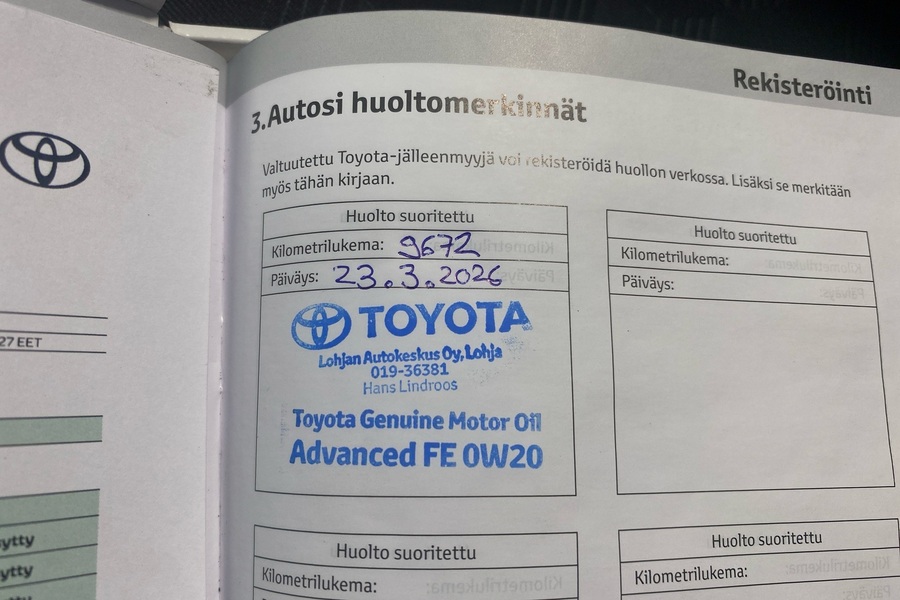 Rekisteröinti
3.Autosi huoltomerkinnät
Valtuutettu Toyota-jälleenmyyjä voi rekisteröidä huollon verkossa. Lisäksi se merkitään
myös tähän kirjaan.
Huolto suoritettu
Kilometrilukema: 9672
Päiväys: 23.3.2026
TOYOTA
Lohjan Autokeskus Oy, Lohja
019-36381
Hans Lindroos
Toyota Genuine Motor Oil
Advanced FE 0W20
Huolto suoritettu
Kilometrilukema:
Päiväys:
Huolto suoritettu
Kilometrilukema:
Huolto suoritettu
Kilometrilukema:
27 EET